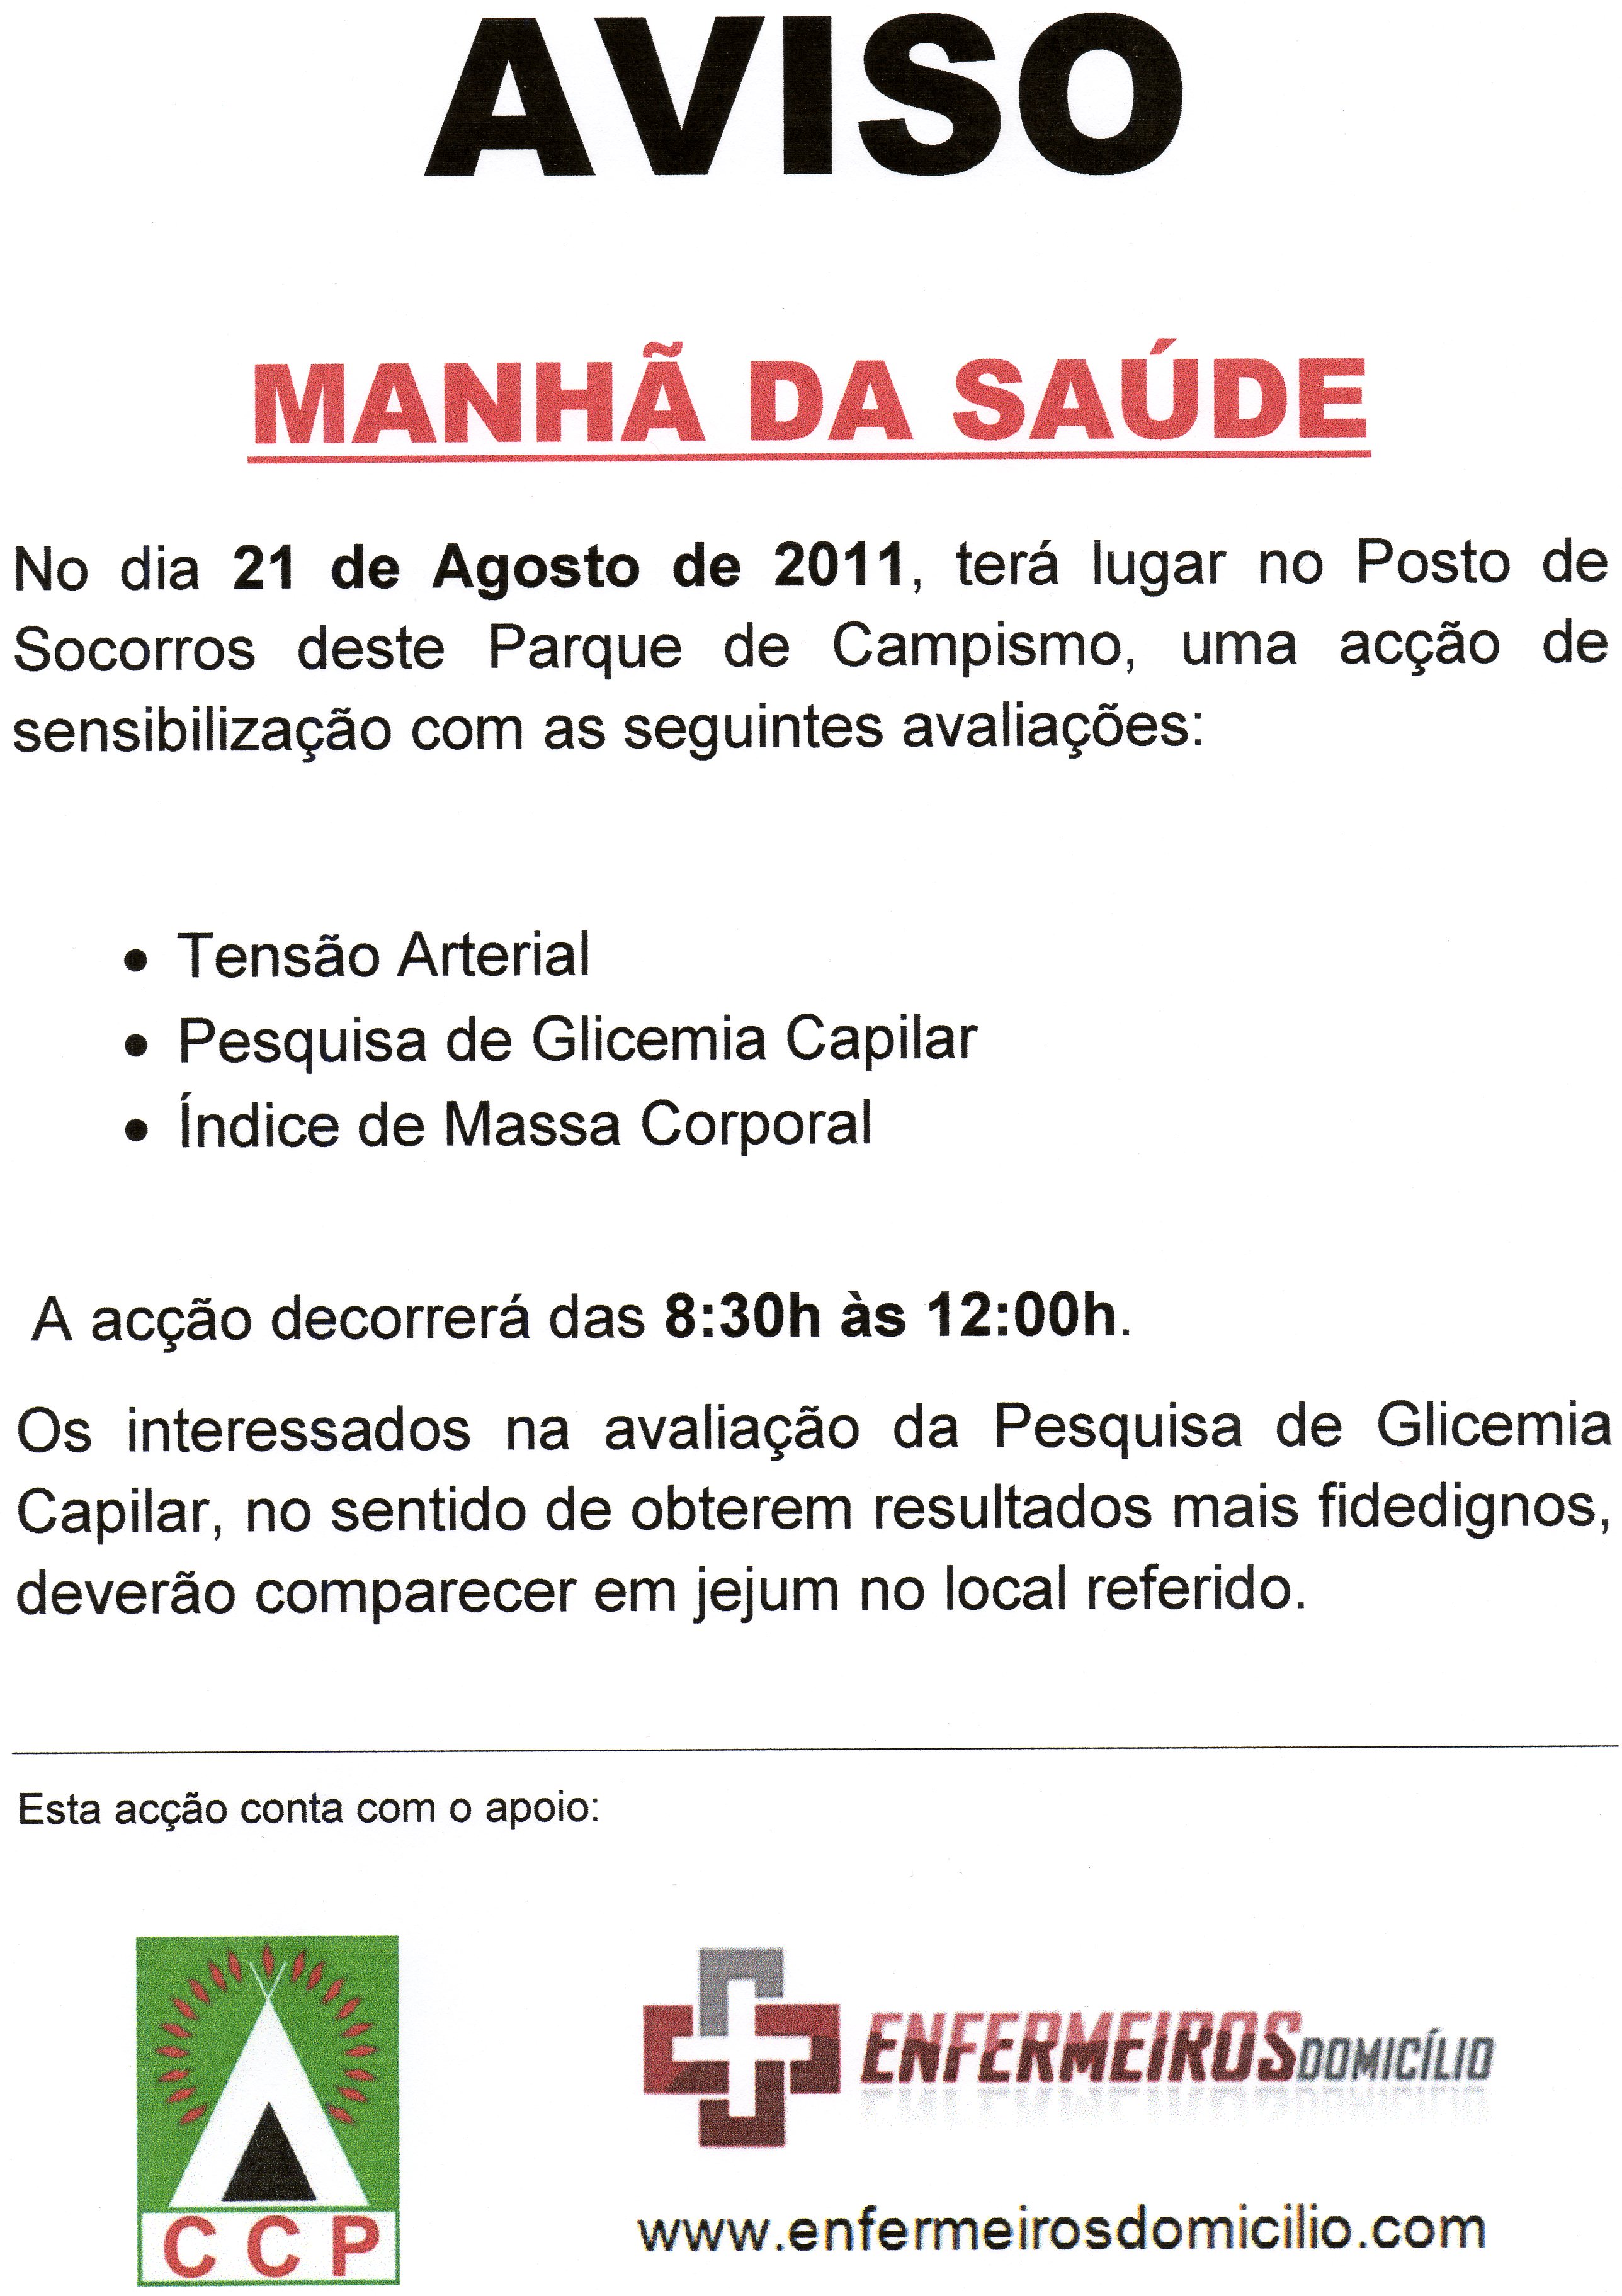 AVISO
MANHÃ DA SAÚDE
No dia 21 de Agosto de 2011, terá lugar no Posto de
Socorros deste Parque de Campismo, uma acção de
sensibilização com as seguintes avaliações:
• Tensão Arterial
• Pesquisa de Glicemia Capilar
• Índice de Massa Corporal
A acção decorrerá das 8:30h às 12:00h.
Os interessados na avaliação da Pesquisa de Glicemia
Capilar, no sentido de obterem resultados mais fidedignos,
deverão comparecer em jejum no local referido.
Esta acção conta com o apoio:
ENFERMEIROSDOMICÍLIO
www.enfermeirosdomicilio.com
CCP